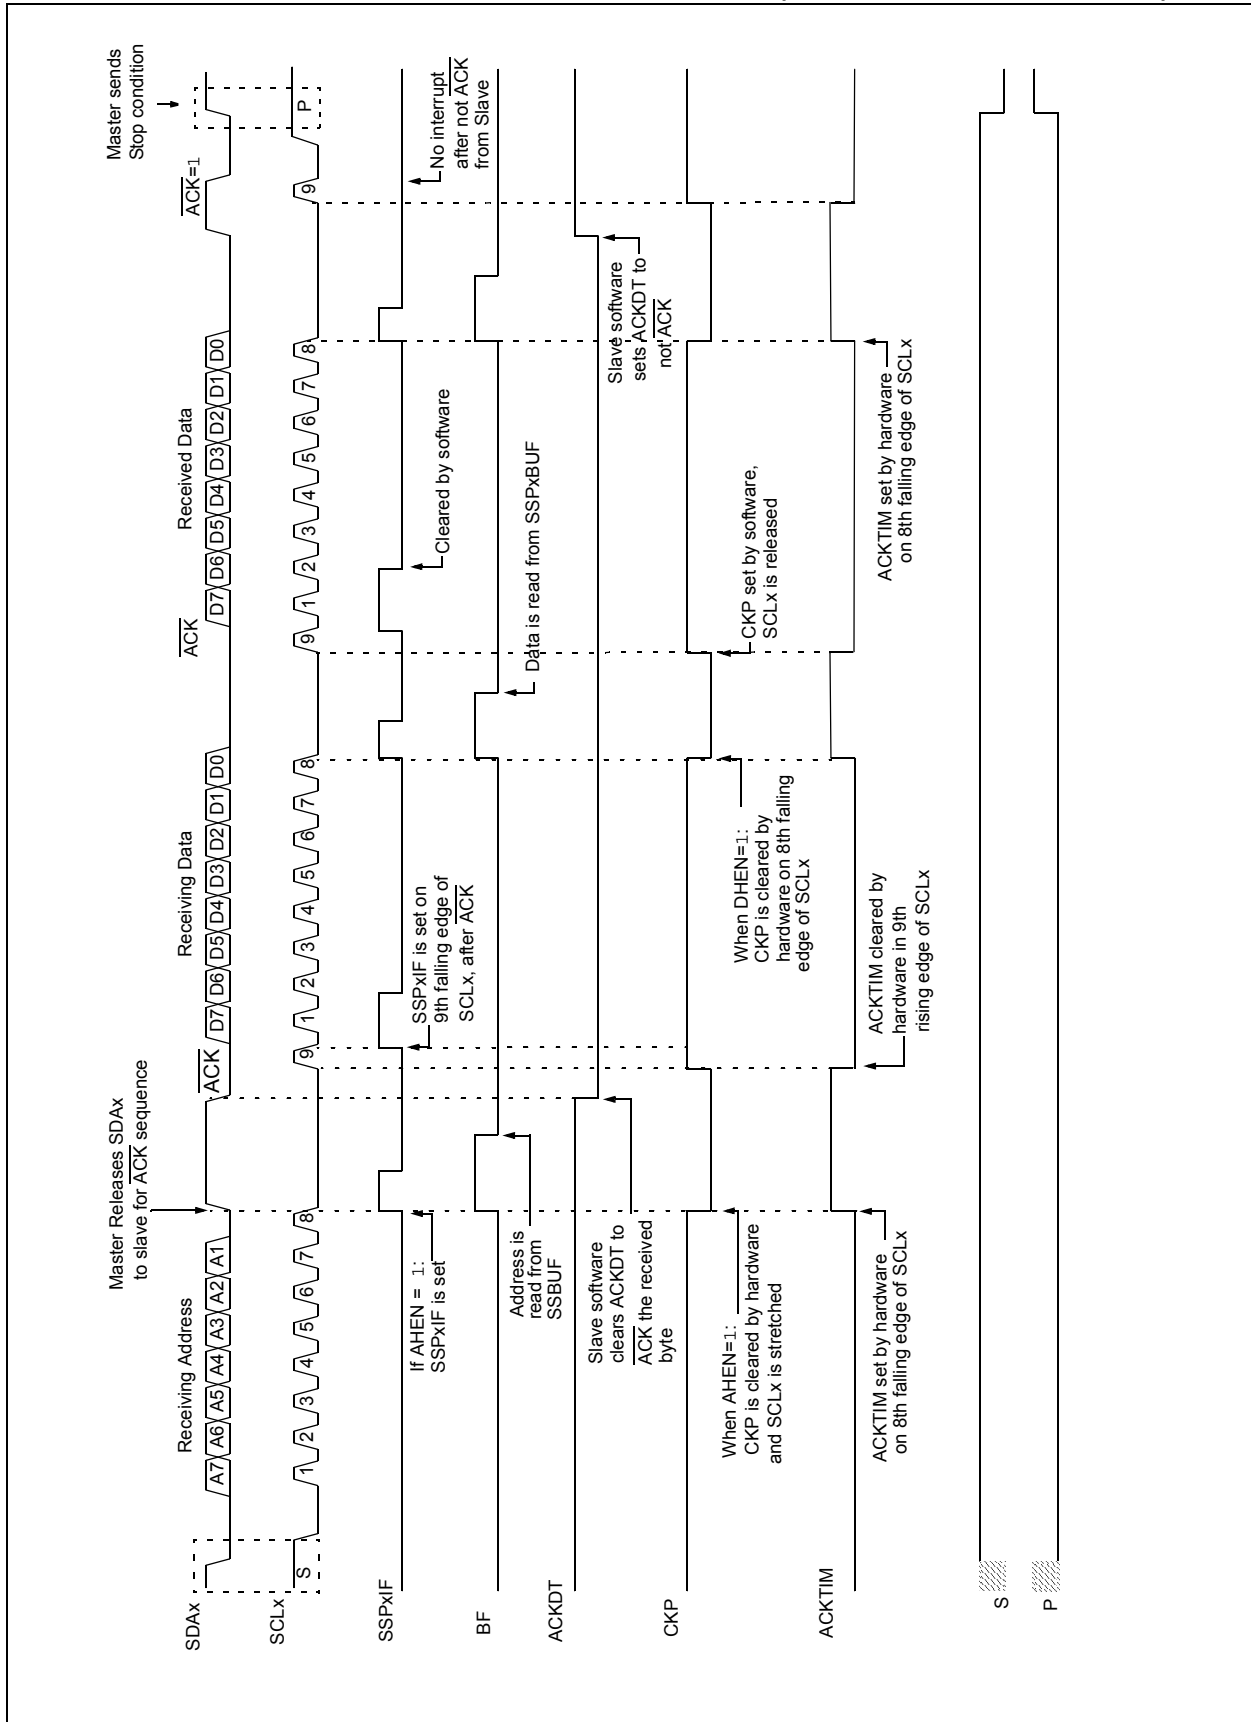 Master Releases SDAx
to slave for ACK sequence
Master sends
Stop condition
Receiving Address
Receiving Data
Received Data
ACK
ACK
ACK=1
SDAx
A7 A6 A5 A4 A3 A2 A1
D7 D6 D5 D4 D3 D2 D1 D0
D7 D6 D5 D4 D3 D2 D1 D0
SCLx
S
1 2 3 4 5 6 7 8 9
1 2 3 4 5 6 7 8 9
1 2 3 4 5 6 7 8 9
P
SSPxIF
If AHEN = 1:
SSPxIF is set
SSPxIF is set on
9th falling edge of
SCLx, after ACK
Cleared by software
No interrupt
after not ACK
from Slave
BF
Address is
read from
SSBUF
Data is read from SSPxBUF
ACKDT
Slave software
clears ACKDT to
ACK the received
byte
Slave software
sets ACKDT to
not ACK
CKP
When AHEN=1:
CKP is cleared by hardware
and SCLx is stretched
When DHEN=1:
CKP is cleared by
hardware on 8th falling
edge of SCLx
CKP set by software,
SCLx is released
ACKTIM
ACKTIM set by hardware
on 8th falling edge of SCLx
ACKTIM cleared by
hardware in 9th
rising edge of SCLx
ACKTIM set by hardware
on 8th falling edge of SCLx
S
P